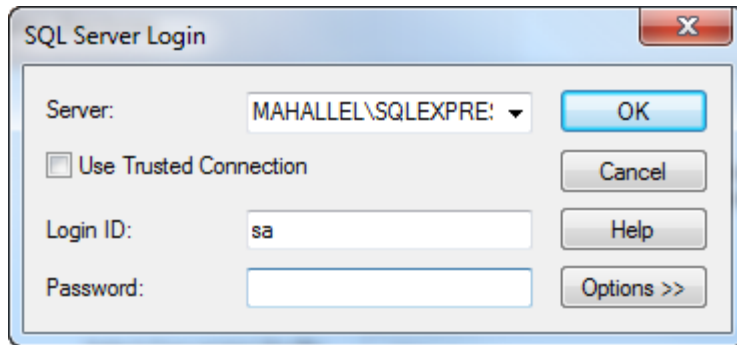 SQL Server Login
Server: MAHALLEL\SQLEXPRES OK
Use Trusted Connection Cancel
Login ID: sa Help
Password: Options >>